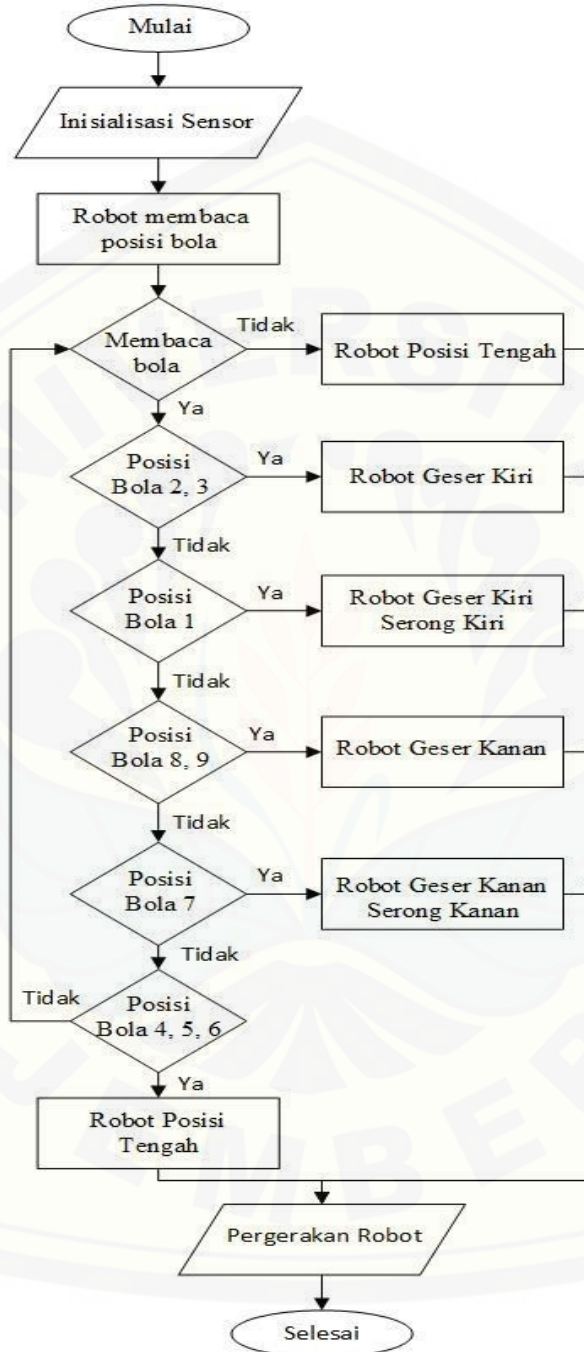 Mulai
Inisialisasi Sensor
Robot membaca
posisi bola
Membaca
bola
Tidak
Robot Posisi Tengah
Ya
Posisi
Bola 2, 3
Ya
Robot Geser Kiri
Tidak
Posisi
Bola 1
Ya
Robot Geser Kiri
Serong Kiri
Tidak
Posisi
Bola 8, 9
Ya
Robot Geser Kanan
Tidak
Posisi
Bola 7
Ya
Robot Geser Kanan
Serong Kanan
Tidak
Posisi
Bola 4, 5, 6
Tidak
Ya
Robot Posisi
Tengah
Pergerakan Robot
Selesai
UNIVERSIT
JEMBER